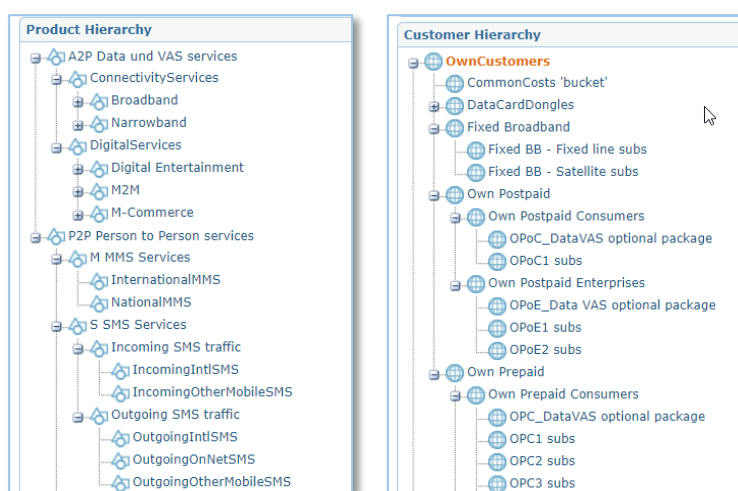 Product Hierarchy
A2P Data und VAS services
ConnectivityServices
Broadband
Narrowband
DigitalServices
Digital Entertainment
M2M
M-Commerce
P2P Person to Person services
M MMS Services
InternationalMMS
NationalMMS
S SMS Services
Incoming SMS traffic
IncomingIntlSMS
IncomingOtherMobileSMS
Outgoing SMS traffic
OutgoingIntlSMS
OutgoingOnNetSMS
OutgoingOtherMobileSMS
Customer Hierarchy
OwnCustomers
CommonCosts 'bucket'
DataCardDongles
Fixed Broadband
Fixed BB - Fixed line subs
Fixed BB - Satellite subs
Own Postpaid
Own Postpaid Consumers
OPoC_DataVAS optional package
OPoC1 subs
Own Postpaid Enterprises
OPoE_Data VAS optional package
OPoE1 subs
OPoE2 subs
Own Prepaid
Own Prepaid Consumers
OPC_DataVAS optional package
OPC1 subs
OPC2 subs
OPC3 subs